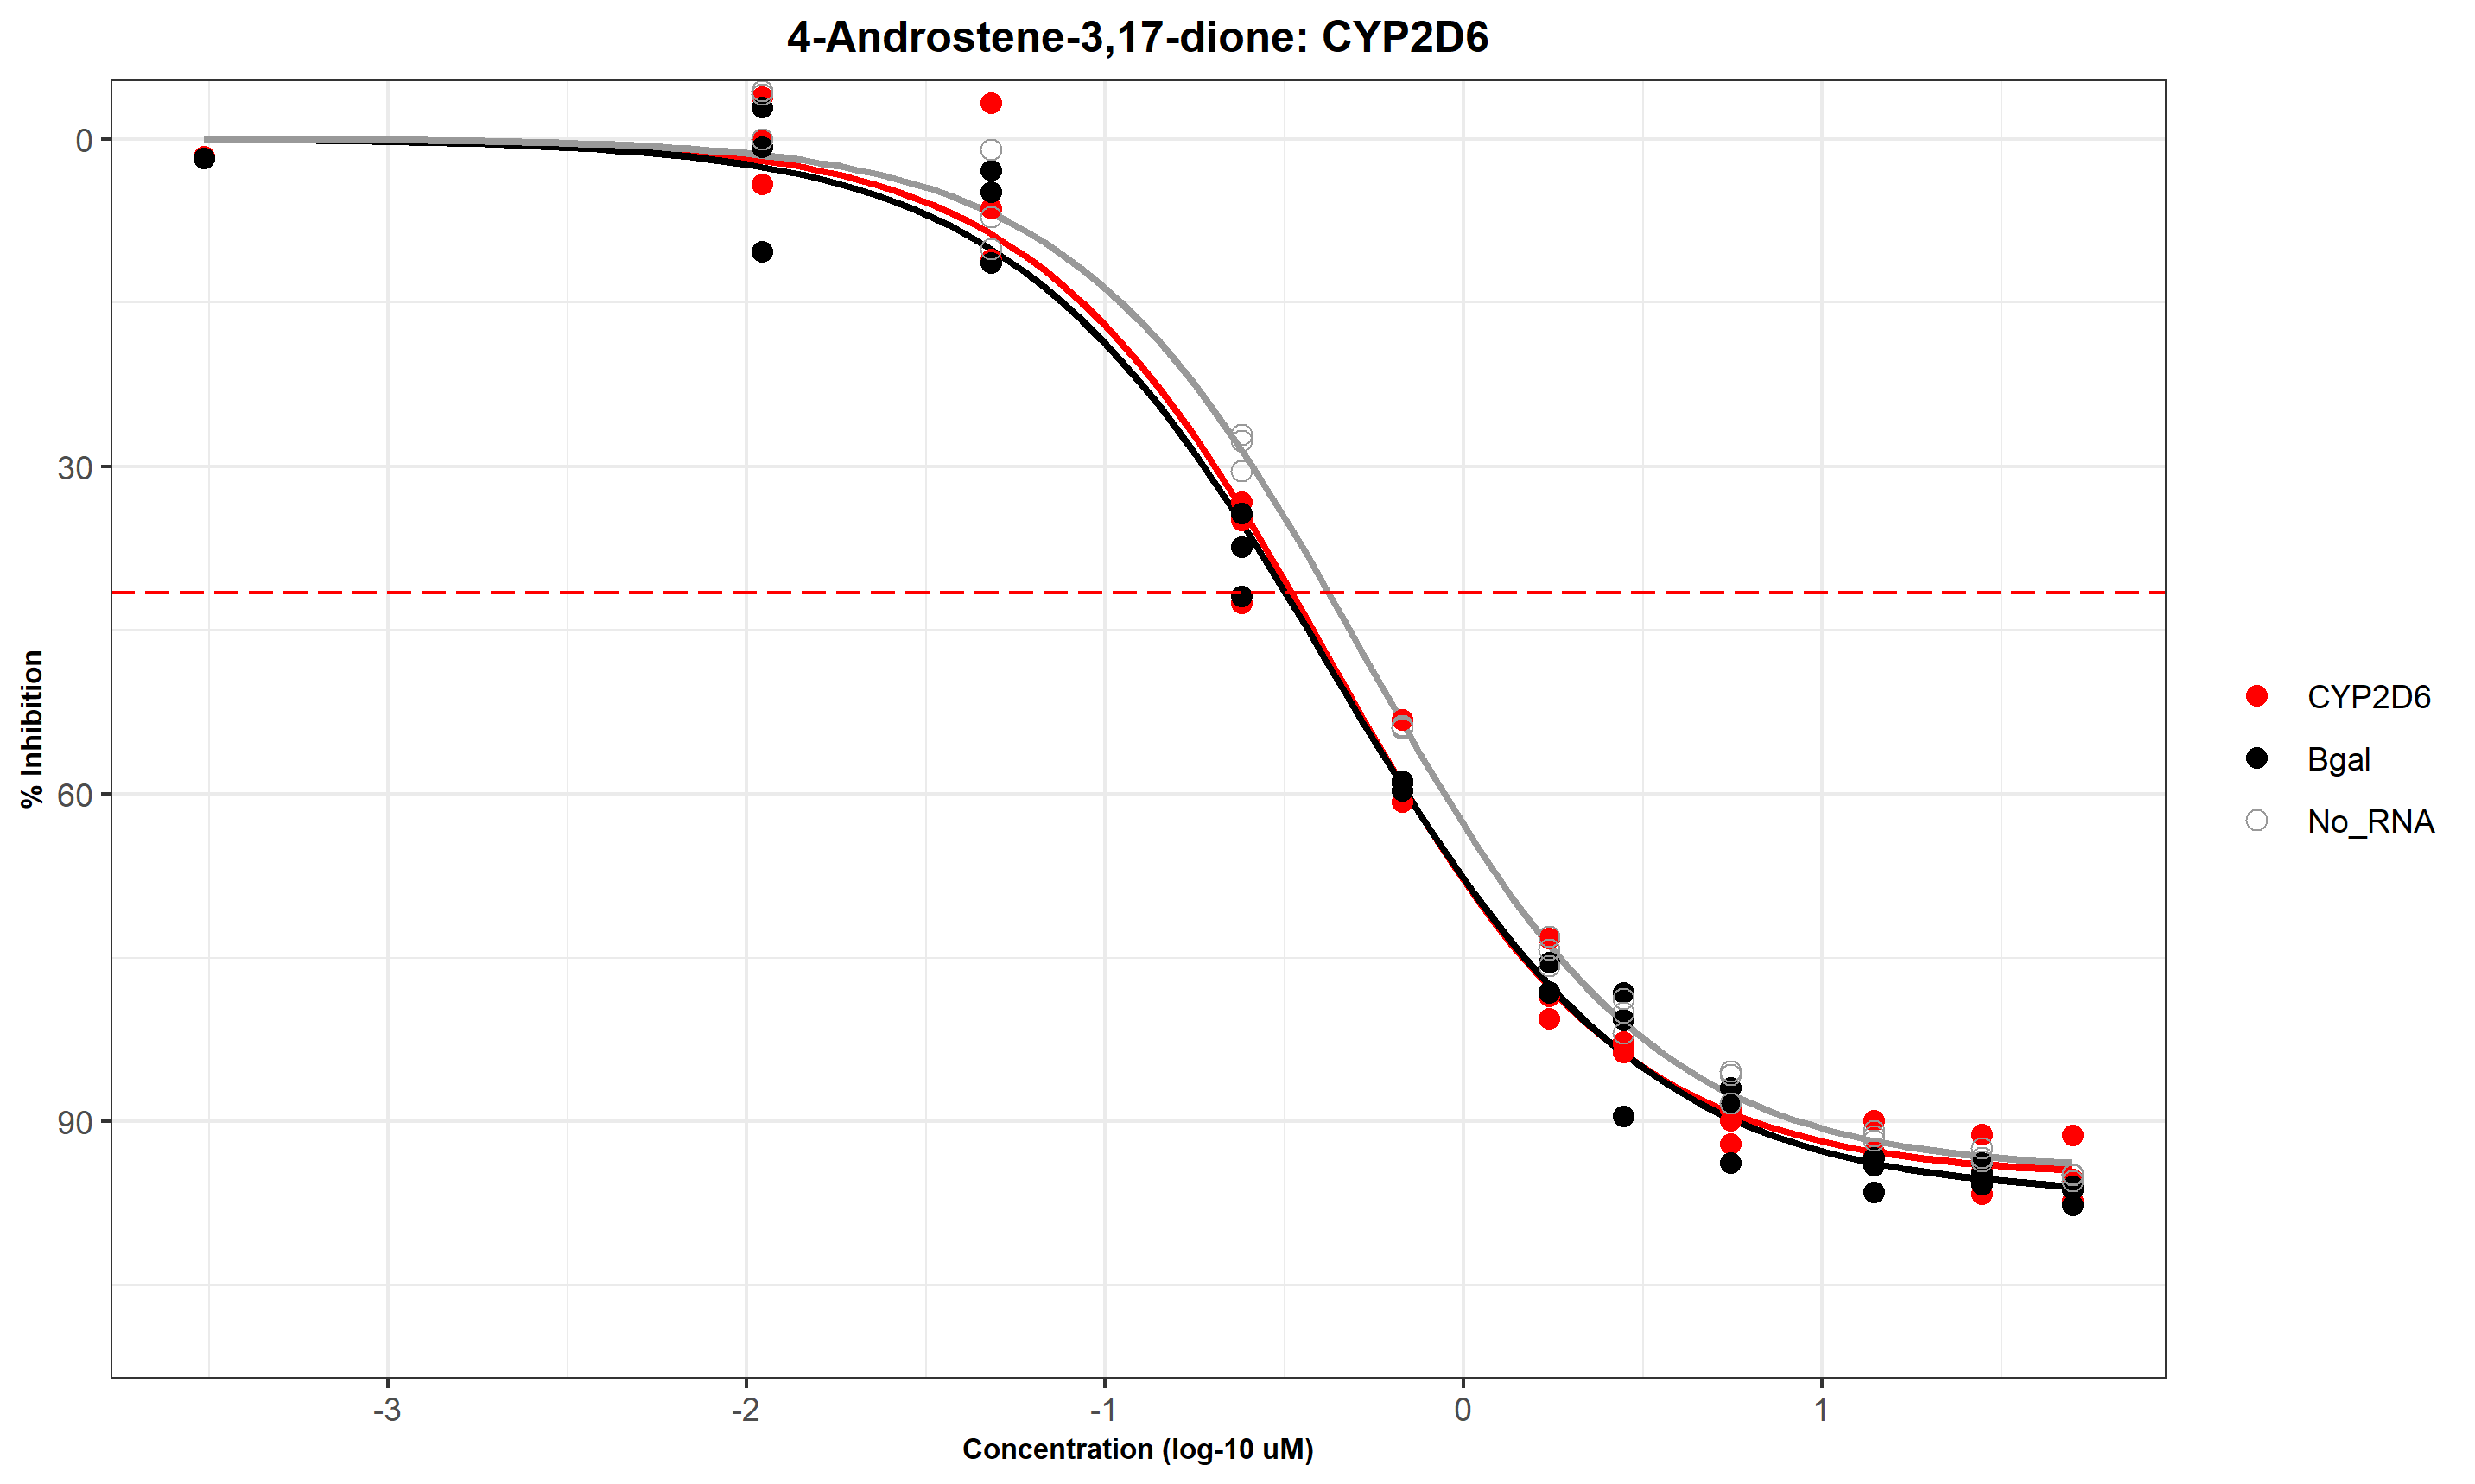 4-Androstene-3,17-dione: CYP2D6
% Inhibition
0
30
60
90
-3
-2
-1
0
1
Concentration (log-10 uM)
CYP2D6
Bgal
No_RNA